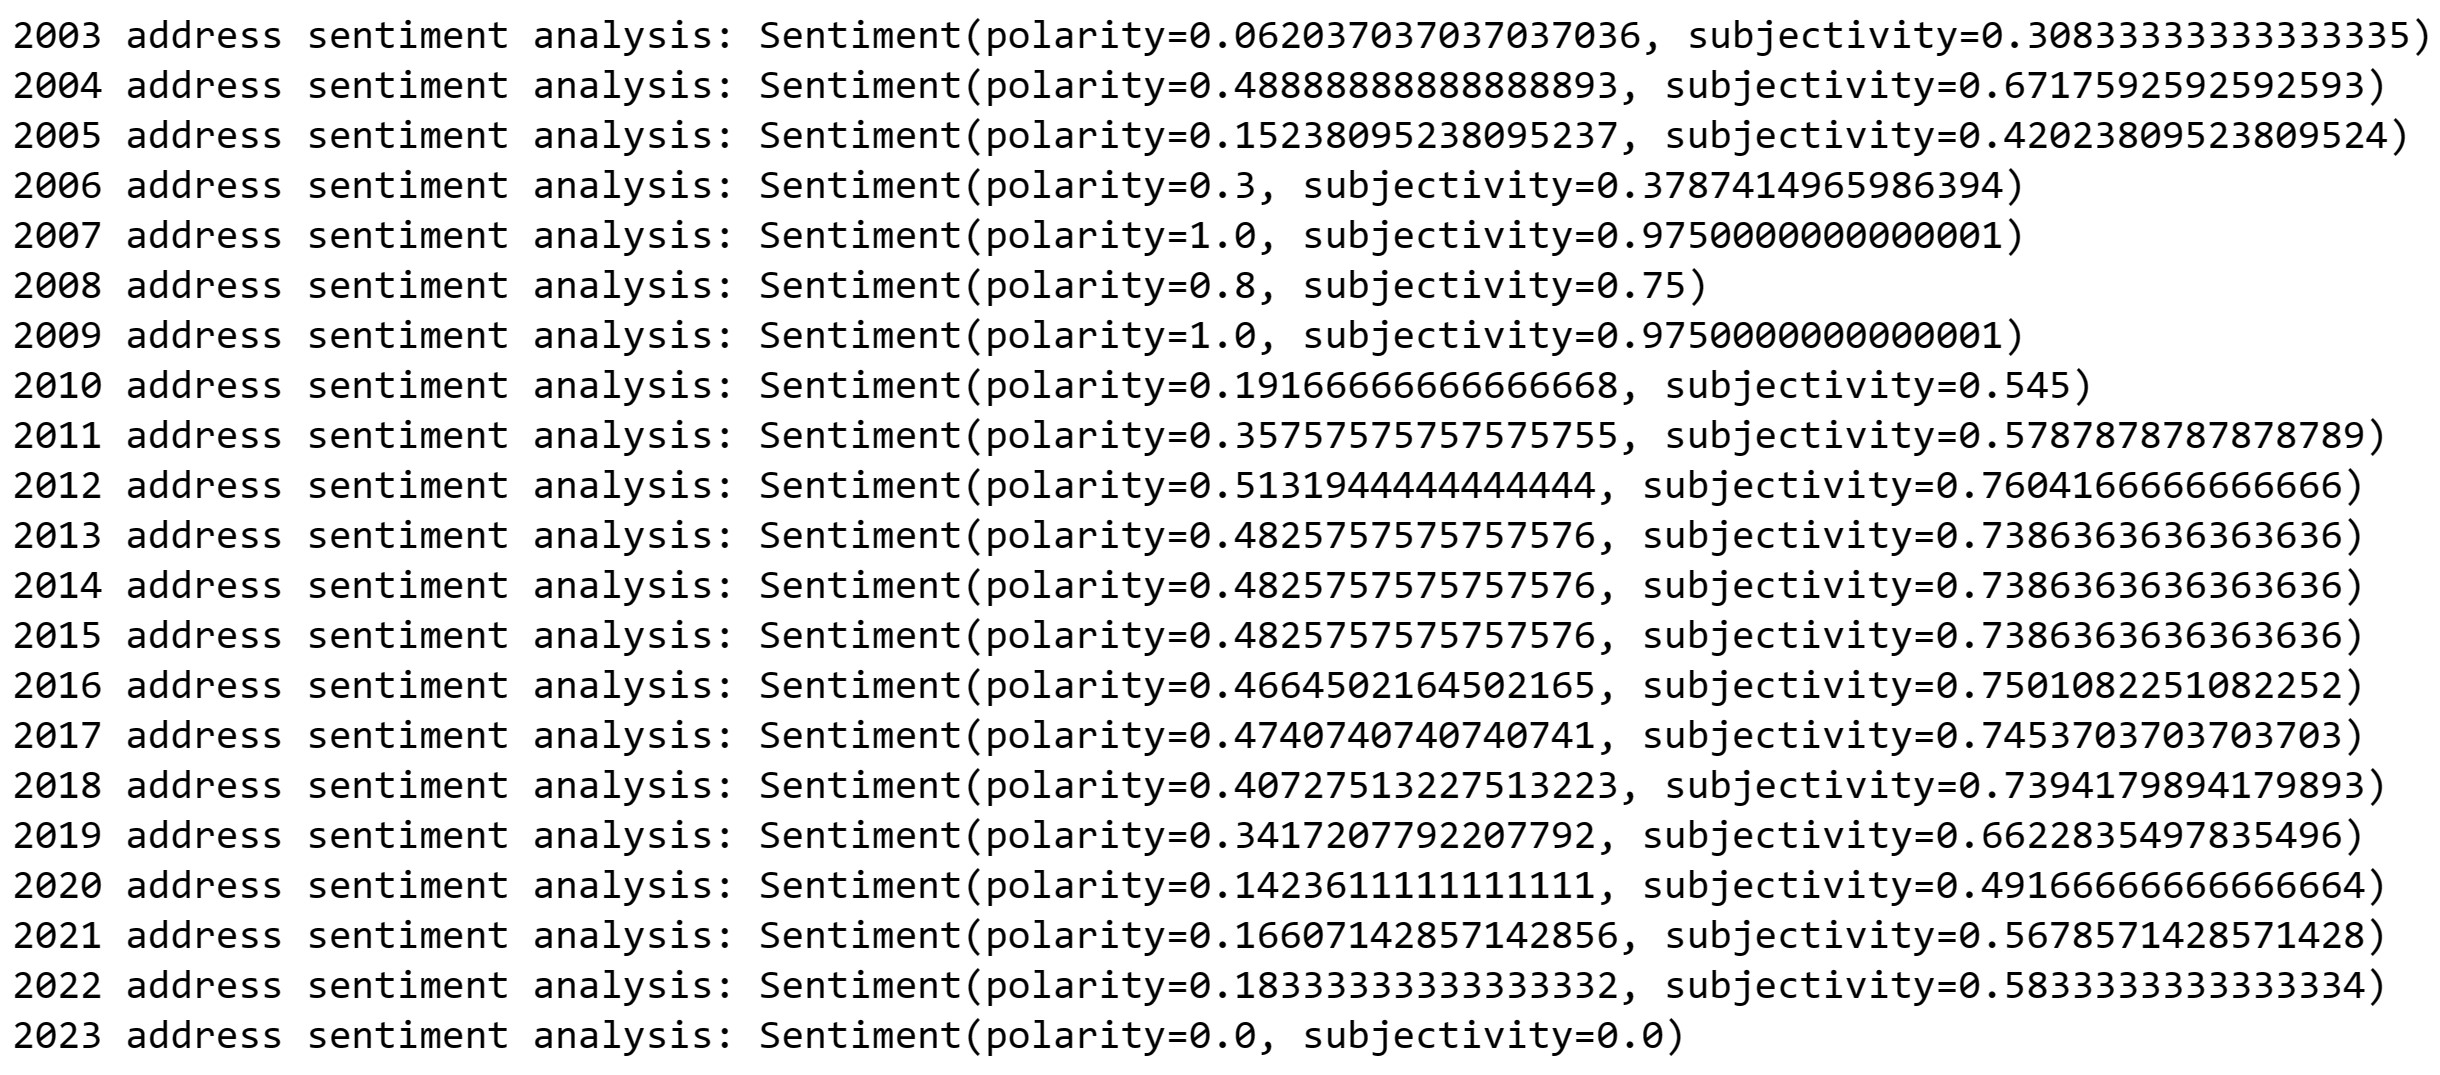 2003 address sentiment analysis: Sentiment(polarity=0.062037037037037036, subjectivity=0.30833333333333335)
2004 address sentiment analysis: Sentiment(polarity=0.48888888888888893, subjectivity=0.6717592592592593)
2005 address sentiment analysis: Sentiment(polarity=0.15238095238095237, subjectivity=0.42023809523809524)
2006 address sentiment analysis: Sentiment(polarity=0.3, subjectivity=0.3787414965986394)
2007 address sentiment analysis: Sentiment(polarity=1.0, subjectivity=0.9750000000000001)
2008 address sentiment analysis: Sentiment(polarity=0.8, subjectivity=0.75)
2009 address sentiment analysis: Sentiment(polarity=1.0, subjectivity=0.9750000000000001)
2010 address sentiment analysis: Sentiment(polarity=0.19166666666666668, subjectivity=0.545)
2011 address sentiment analysis: Sentiment(polarity=0.35757575757575755, subjectivity=0.5787878787878789)
2012 address sentiment analysis: Sentiment(polarity=0.5131944444444444, subjectivity=0.7604166666666666)
2013 address sentiment analysis: Sentiment(polarity=0.4825757575757576, subjectivity=0.7386363636363636)
2014 address sentiment analysis: Sentiment(polarity=0.4825757575757576, subjectivity=0.7386363636363636)
2015 address sentiment analysis: Sentiment(polarity=0.4825757575757576, subjectivity=0.7386363636363636)
2016 address sentiment analysis: Sentiment(polarity=0.4664502164502165, subjectivity=0.7501082251082252)
2017 address sentiment analysis: Sentiment(polarity=0.4740740740740741, subjectivity=0.7453703703703703)
2018 address sentiment analysis: Sentiment(polarity=0.40727513227513223, subjectivity=0.7394179894179893)
2019 address sentiment analysis: Sentiment(polarity=0.3417207792207792, subjectivity=0.6622835497835496)
2020 address sentiment analysis: Sentiment(polarity=0.1423611111111111, subjectivity=0.49166666666666664)
2021 address sentiment analysis: Sentiment(polarity=0.16607142857142856, subjectivity=0.5678571428571428)
2022 address sentiment analysis: Sentiment(polarity=0.18333333333333332, subjectivity=0.5833333333333334)
2023 address sentiment analysis: Sentiment(polarity=0.0, subjectivity=0.0)